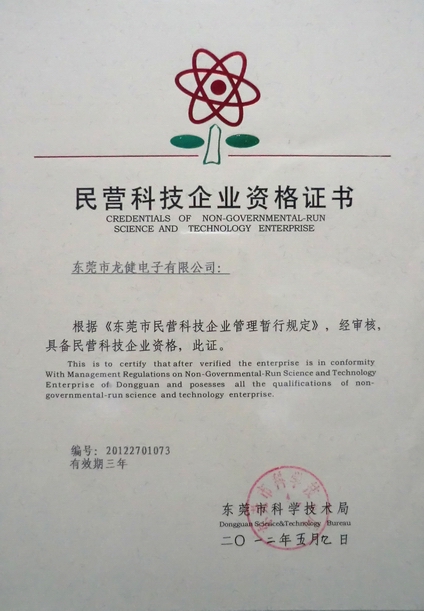 民营科技企业资格证书
CREDENTIALS OF NON-GOVERNMENTAL-RUN
SCIENCE AND TECHNOLOGY ENTERPRISE
东莞市龙健电子有限公司:
根据《东莞市民营科技企业管理暂行规定》，经审核，
具备民营科技企业资格，此证。
This is to certify that after verified the enterprise is in conformity
With Management Regulations on Non-Governmental-Run Science and Technology
Enterprise of Dongguan and posesses all the qualifications of non-
governmental-run science and technology enterprise.
编号: 20122701073
有效期三年
东莞市科学技术局
Dongguan Science&Technology Bureau
二〇一二年五月九日